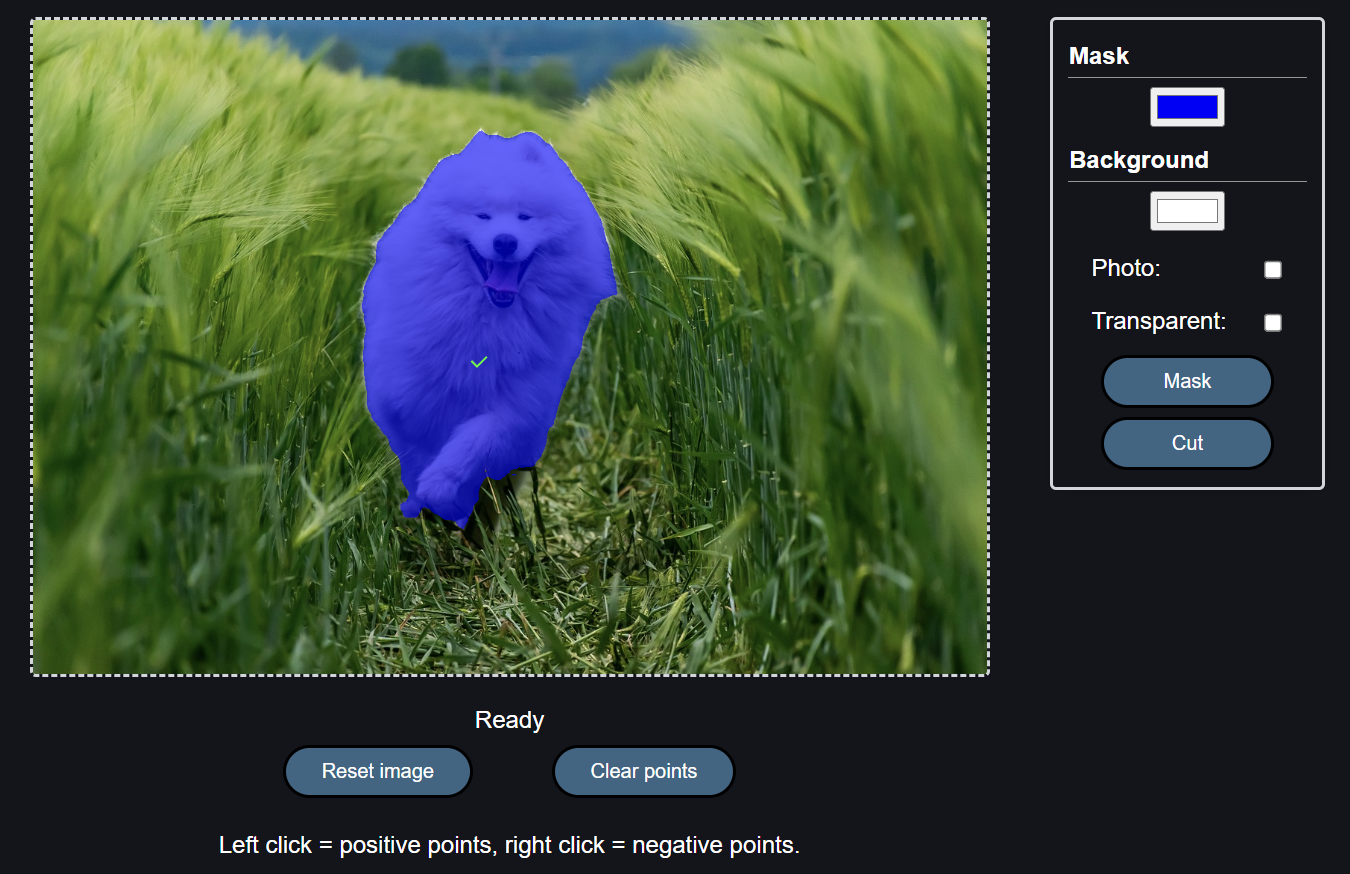 Mask
Background
Photo:
Transparent:
Mask
Cut
Ready
Reset image
Clear points
Left click = positive points, right click = negative points.